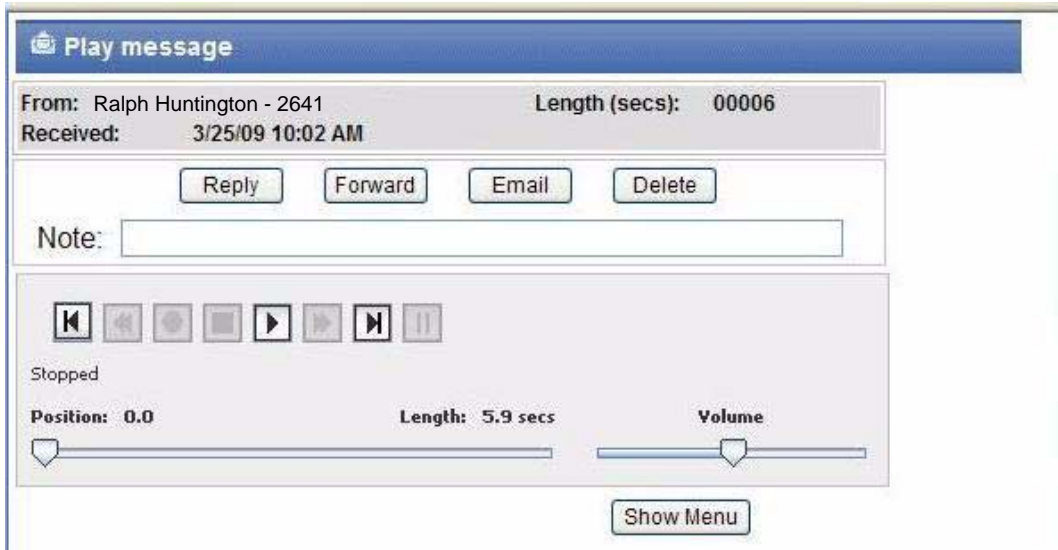 Play message
From: Ralph Huntington - 2641 Length (secs): 00006
Received: 3/25/09 10:02 AM
Reply Forward Email Delete
Note:
Stopped
Position: 0.0 Length: 5.9 secs Volume
Show Menu